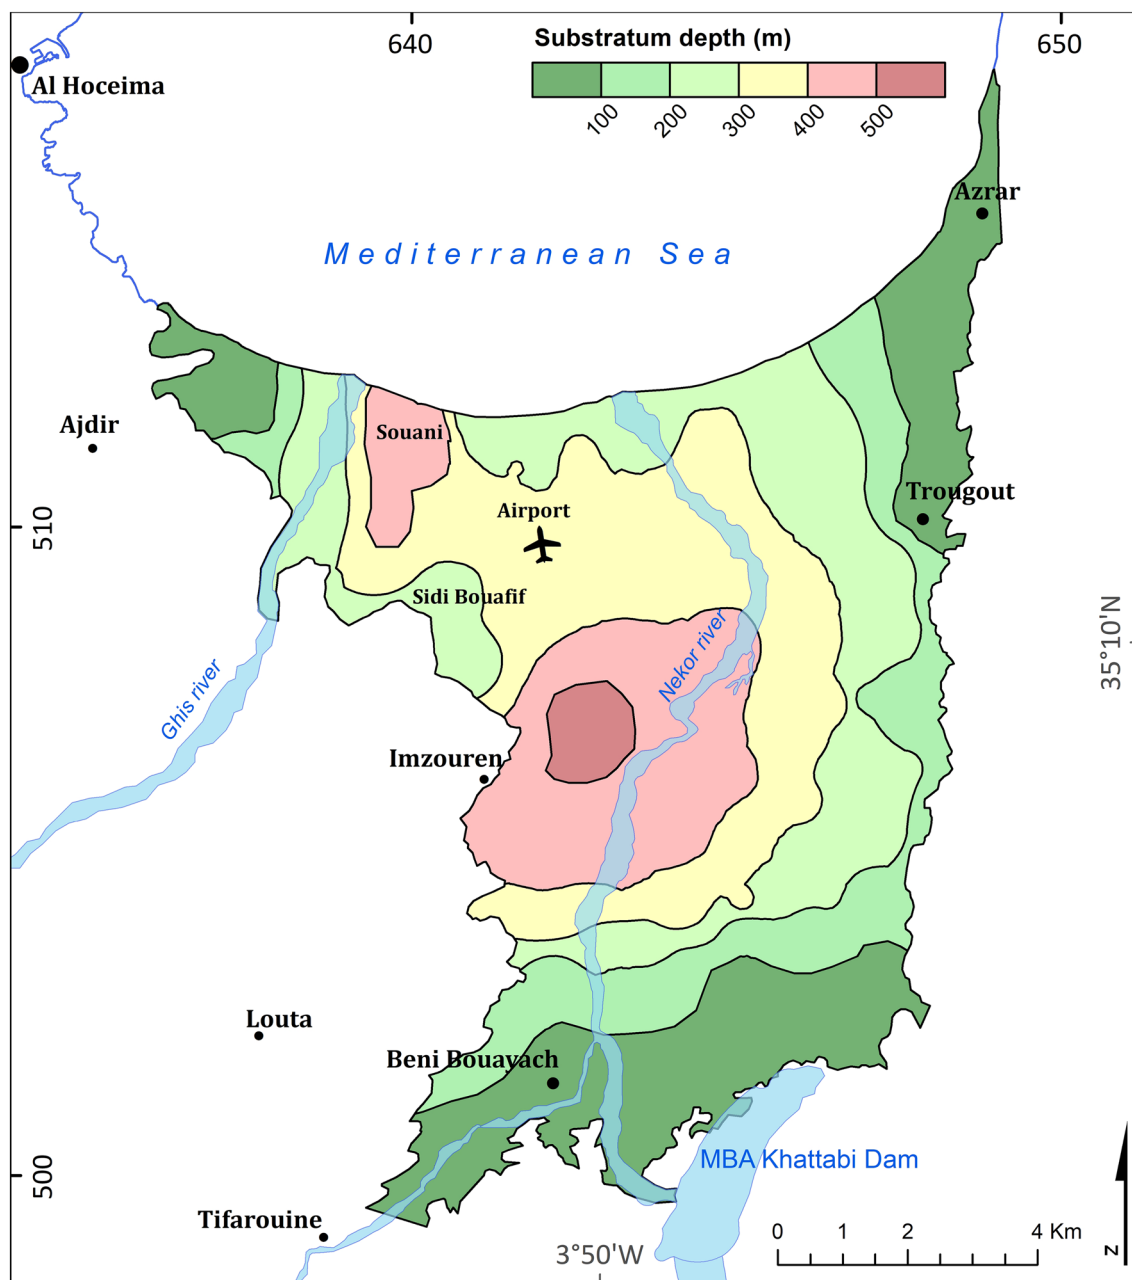 640
650
Substratum depth (m)
100
200
300
400
500
Al Hoceima
Azrar
Mediterranean Sea
Ajdir
Souani
Trougout
Airport
510
Sidi Bouafif
35°10'N
Nekor river
Ghis river
Imzouren
Louta
Beni Bouayach
MBA Khattabi Dam
500
Tifarouine
0 1 2 4 Km
3°50'W
N